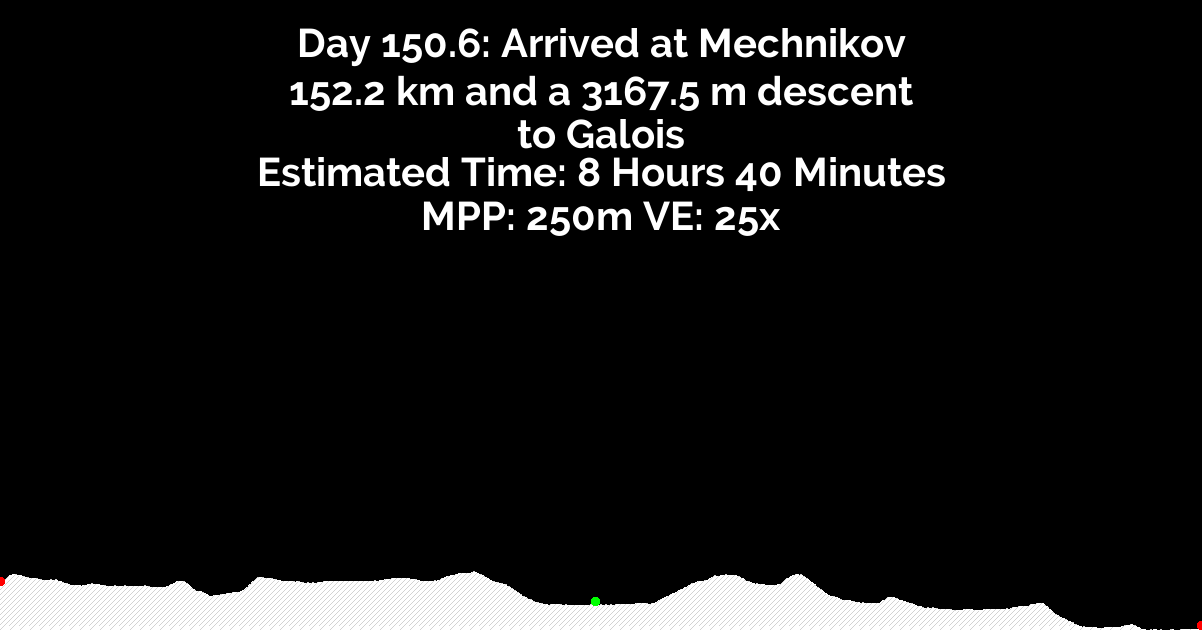 Day 150.6: Arrived at Mechnikov
152.2 km and a 3167.5 m descent
to Galois
Estimated Time: 8 Hours 40 Minutes
MPP: 250m VE: 25x